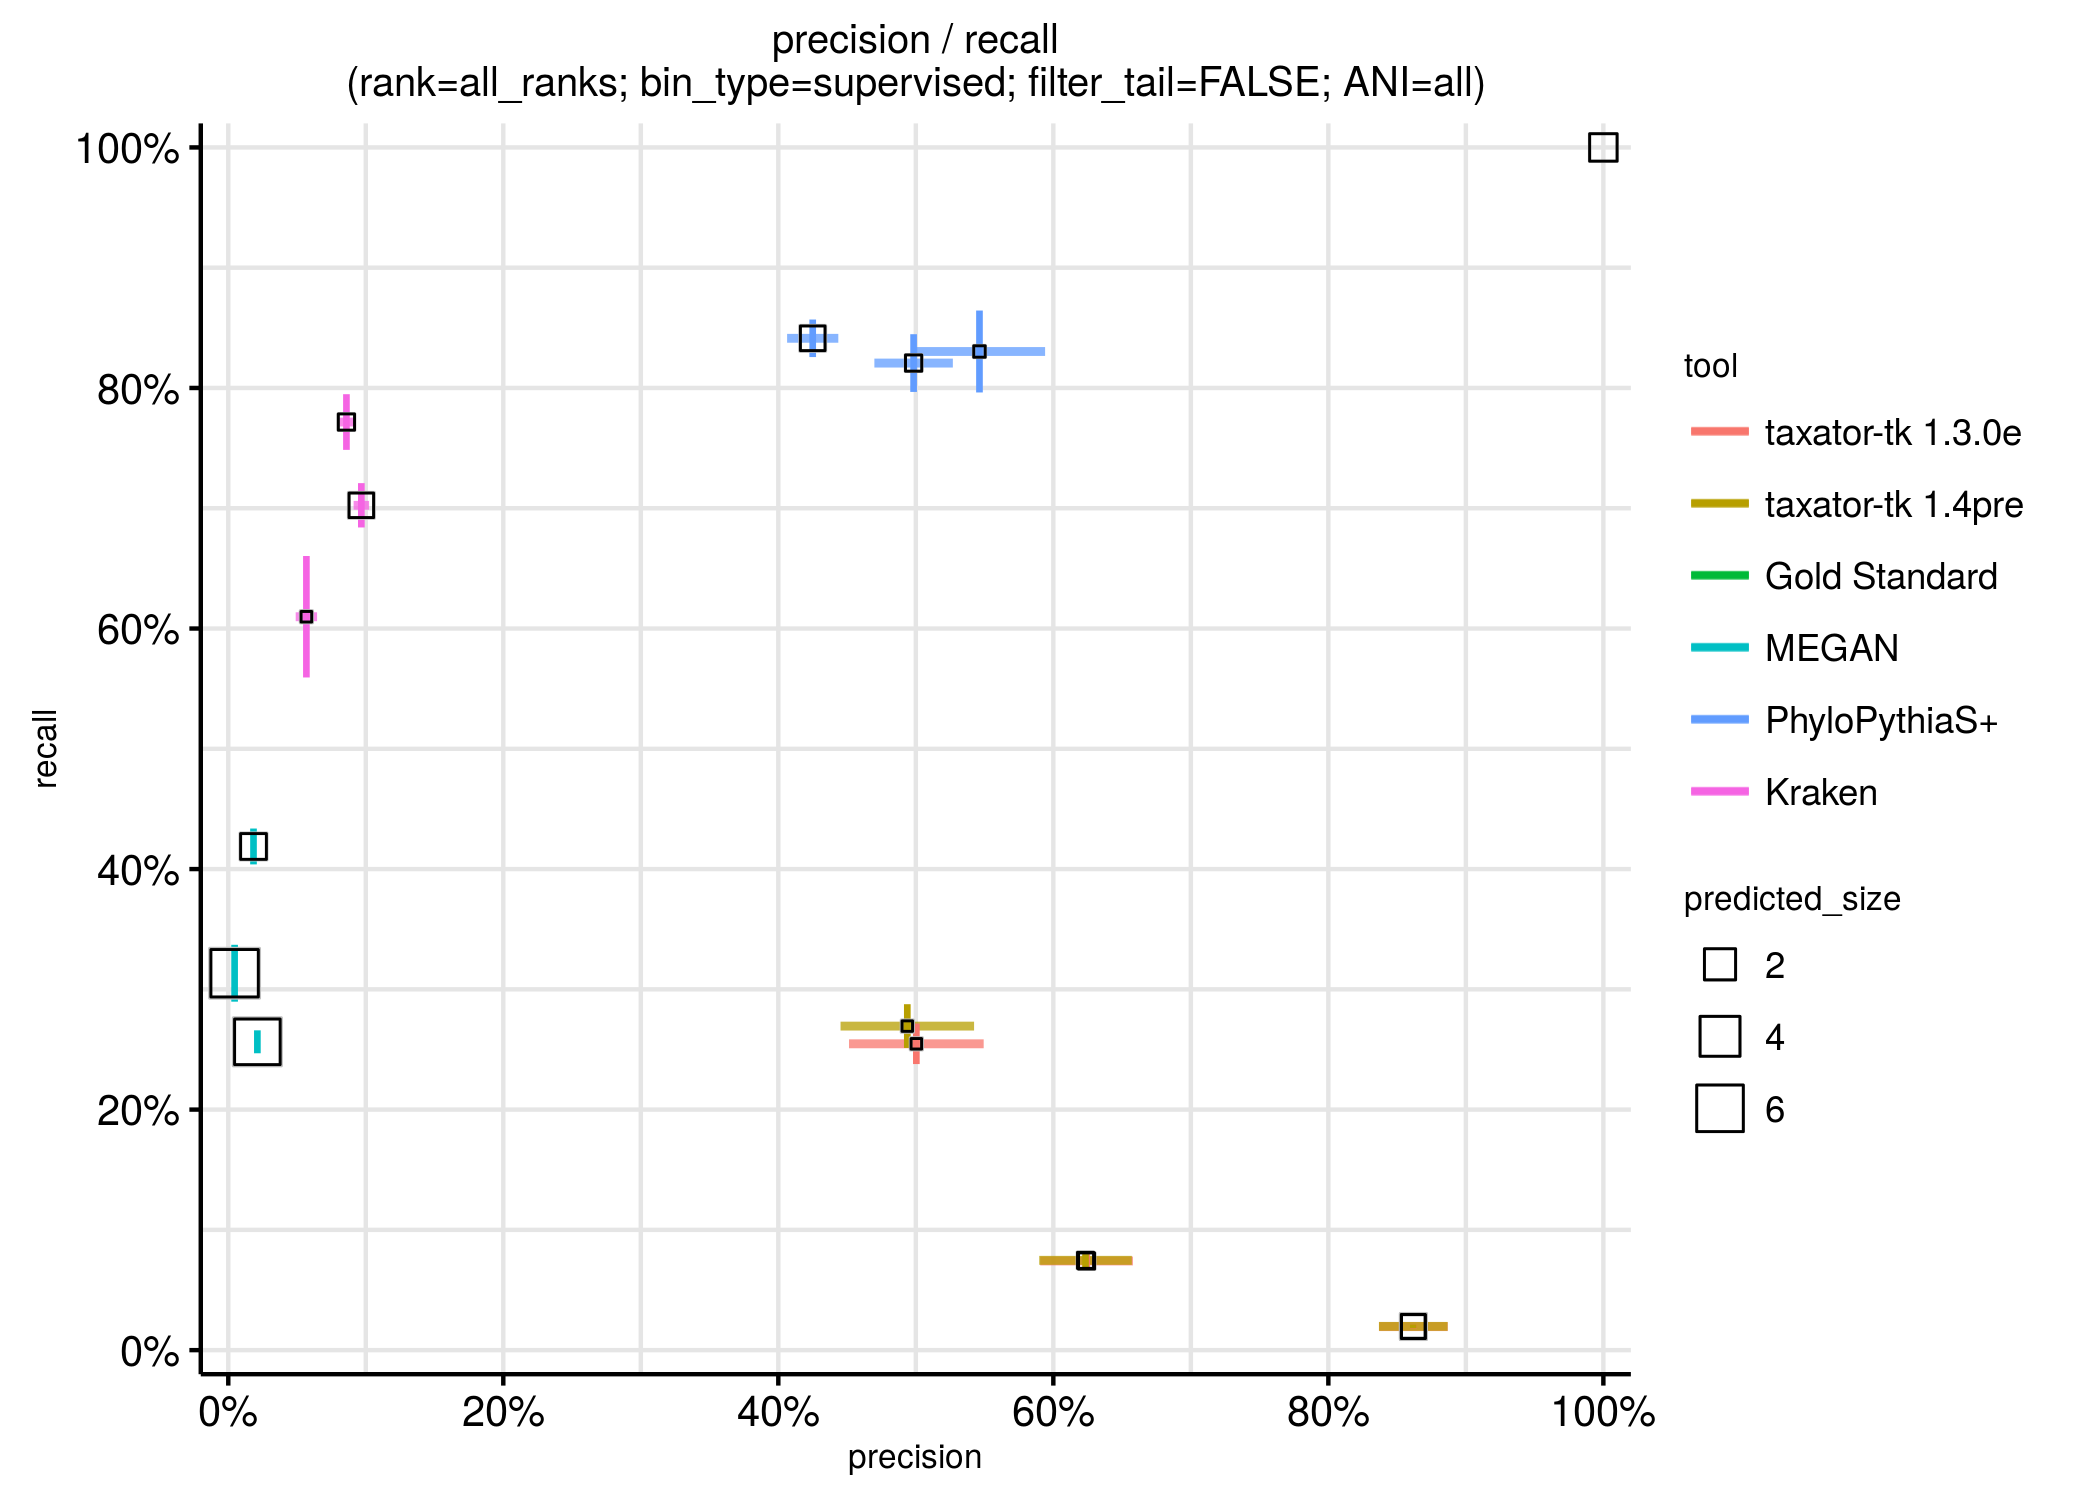 precision / recall
(rank=all_ranks; bin_type=supervised; filter_tail=FALSE; ANI=all)
100%
80%
60%
40%
20%
0%
recall
0%
20%
40%
60%
80%
100%
precision
tool
taxator-tk 1.3.0e
taxator-tk 1.4pre
Gold Standard
MEGAN
PhyloPythiaS+
Kraken
predicted_size
2
4
6